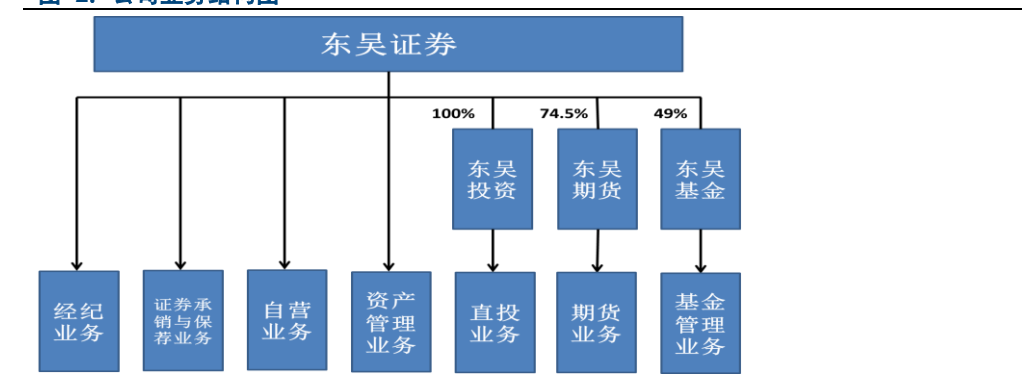 东吴证券
100%
74.5%
49%
东吴
投资
东吴
期货
东吴
基金
经纪
业务
证券承
销与保
荐业务
自营
业务
资产
管理
业务
直投
业务
期货
业务
基金
管理
业务